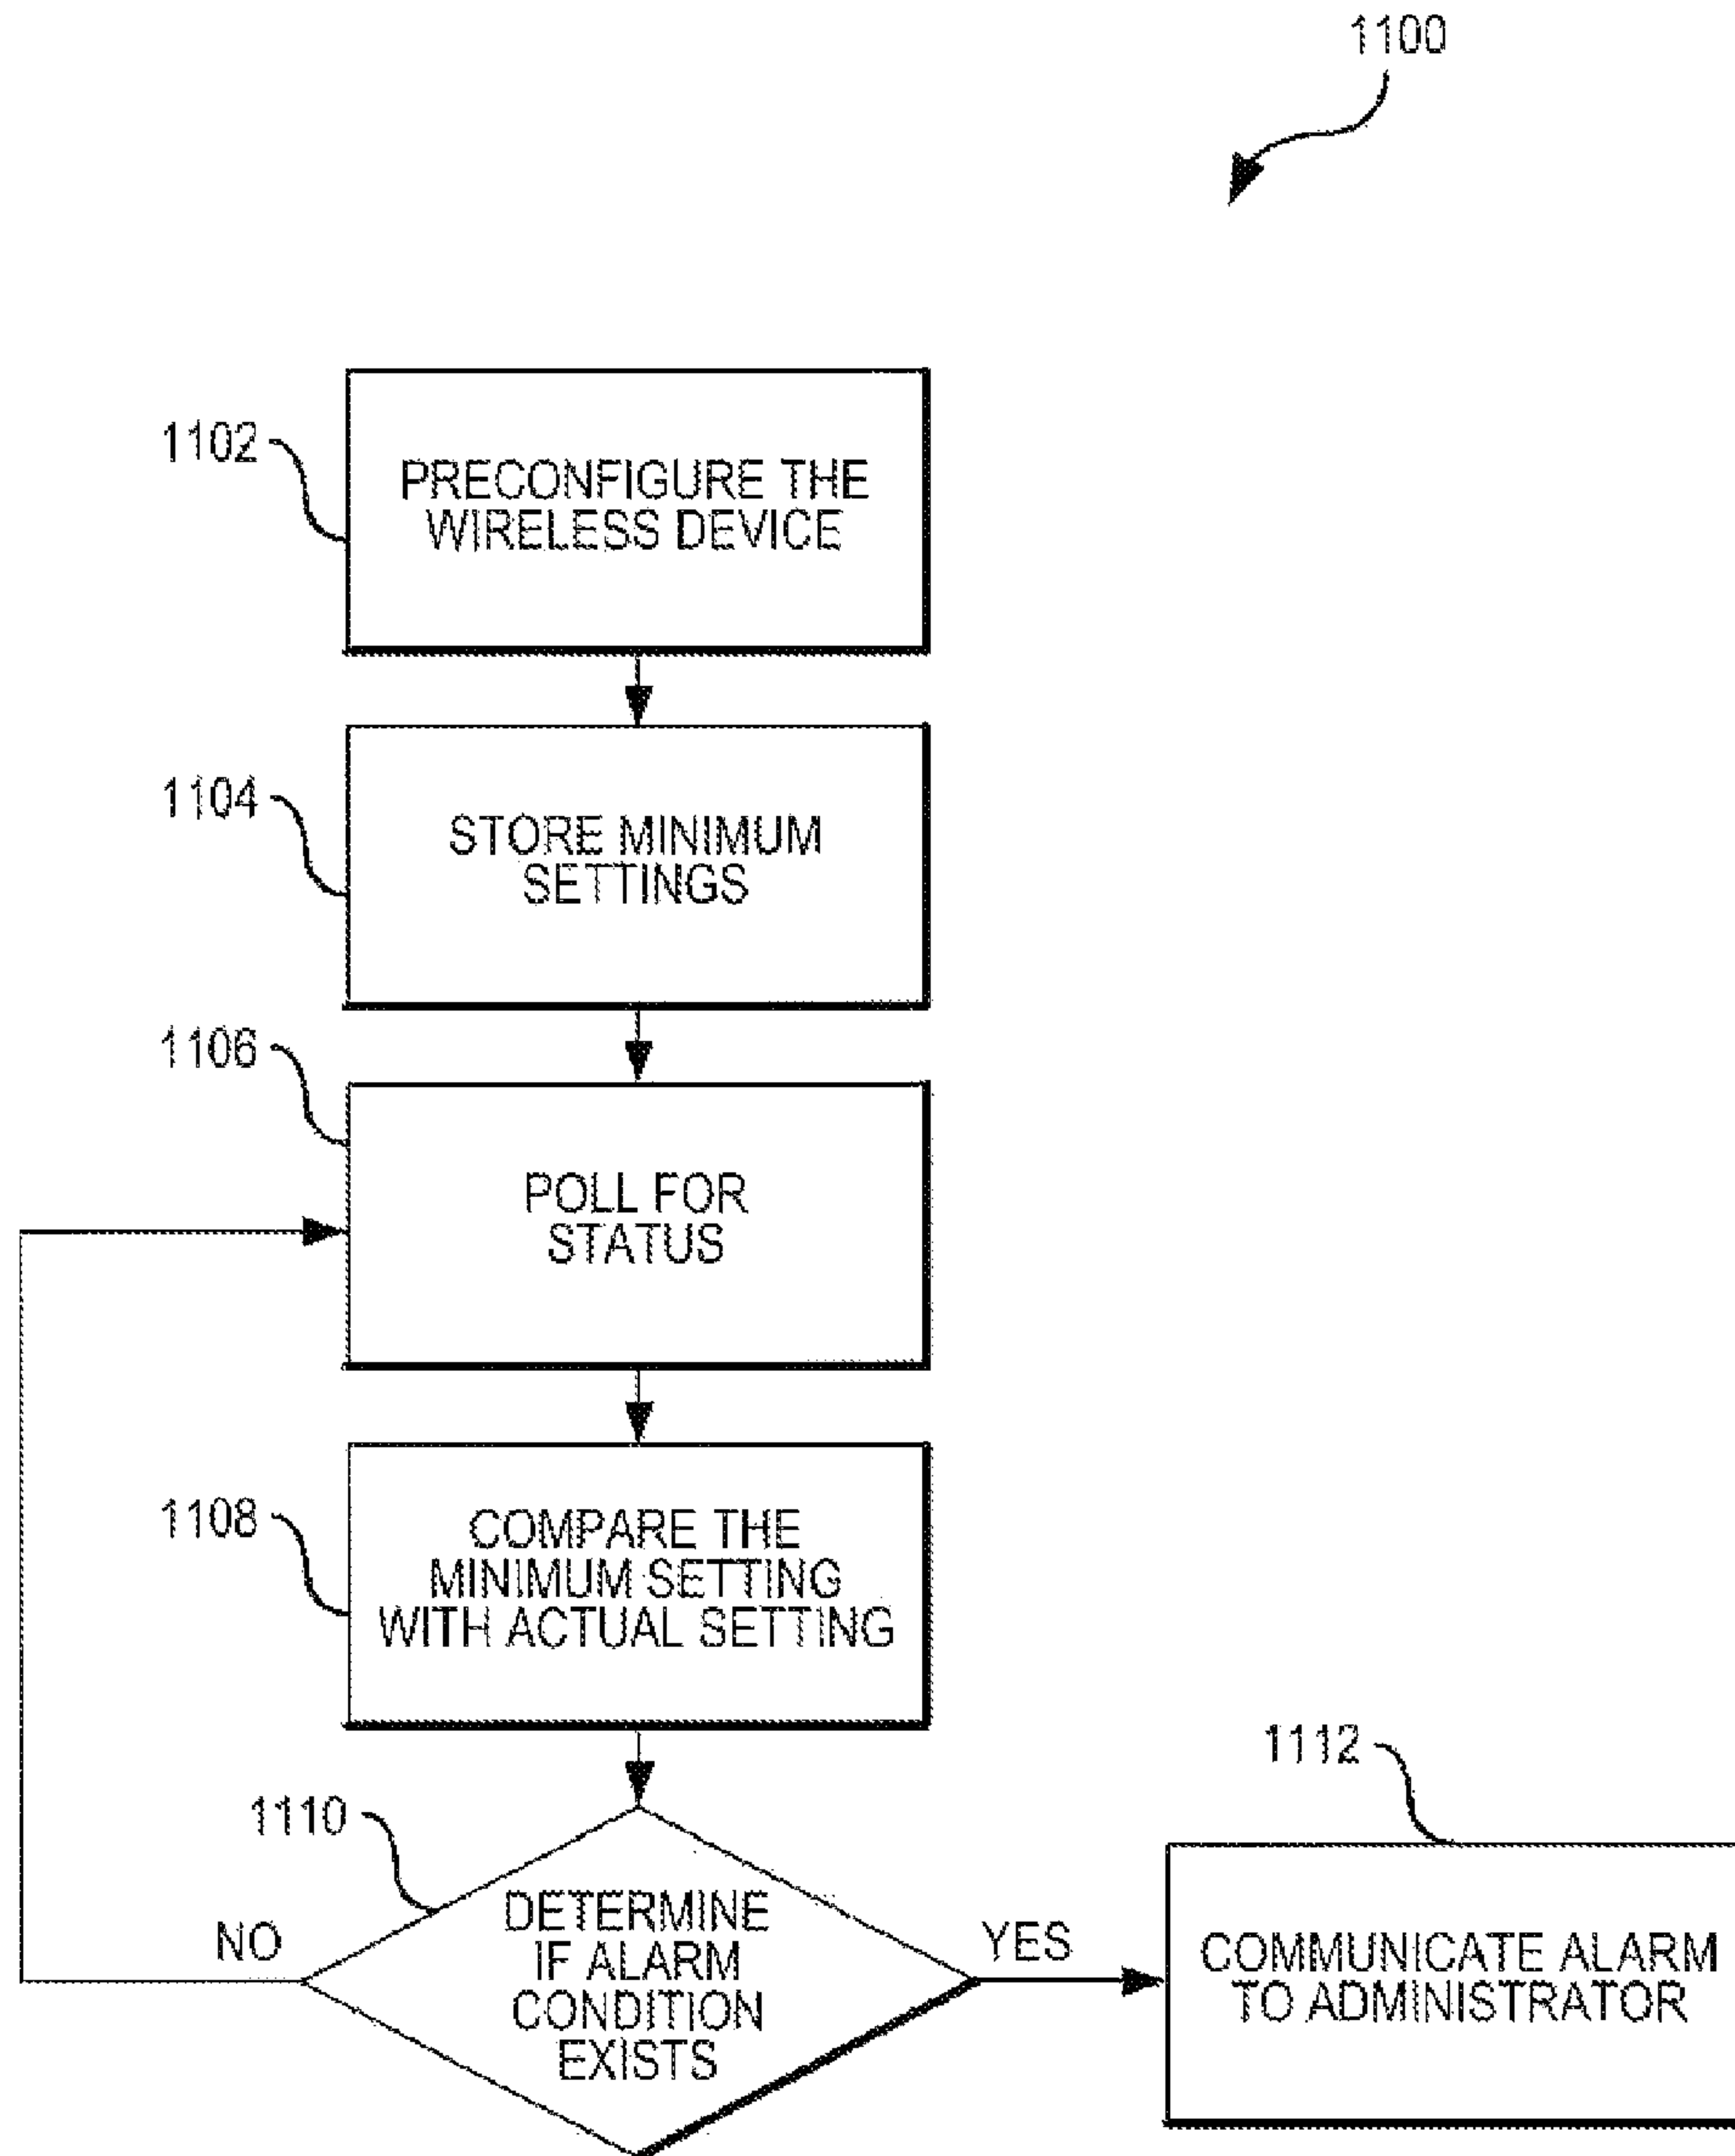 1100
1102
PRECONFIGURE THE
WIRELESS DEVICE
1104
STORE MINIMUM
SETTINGS
1106
POLL FOR
STATUS
1108
COMPARE THE
MINIMUM SETTING
WITH ACTUAL SETTING
1110
DETERMINE
IF ALARM
CONDITION
EXISTS
NO
YES
1112
COMMUNICATE ALARM
TO ADMINISTRATOR